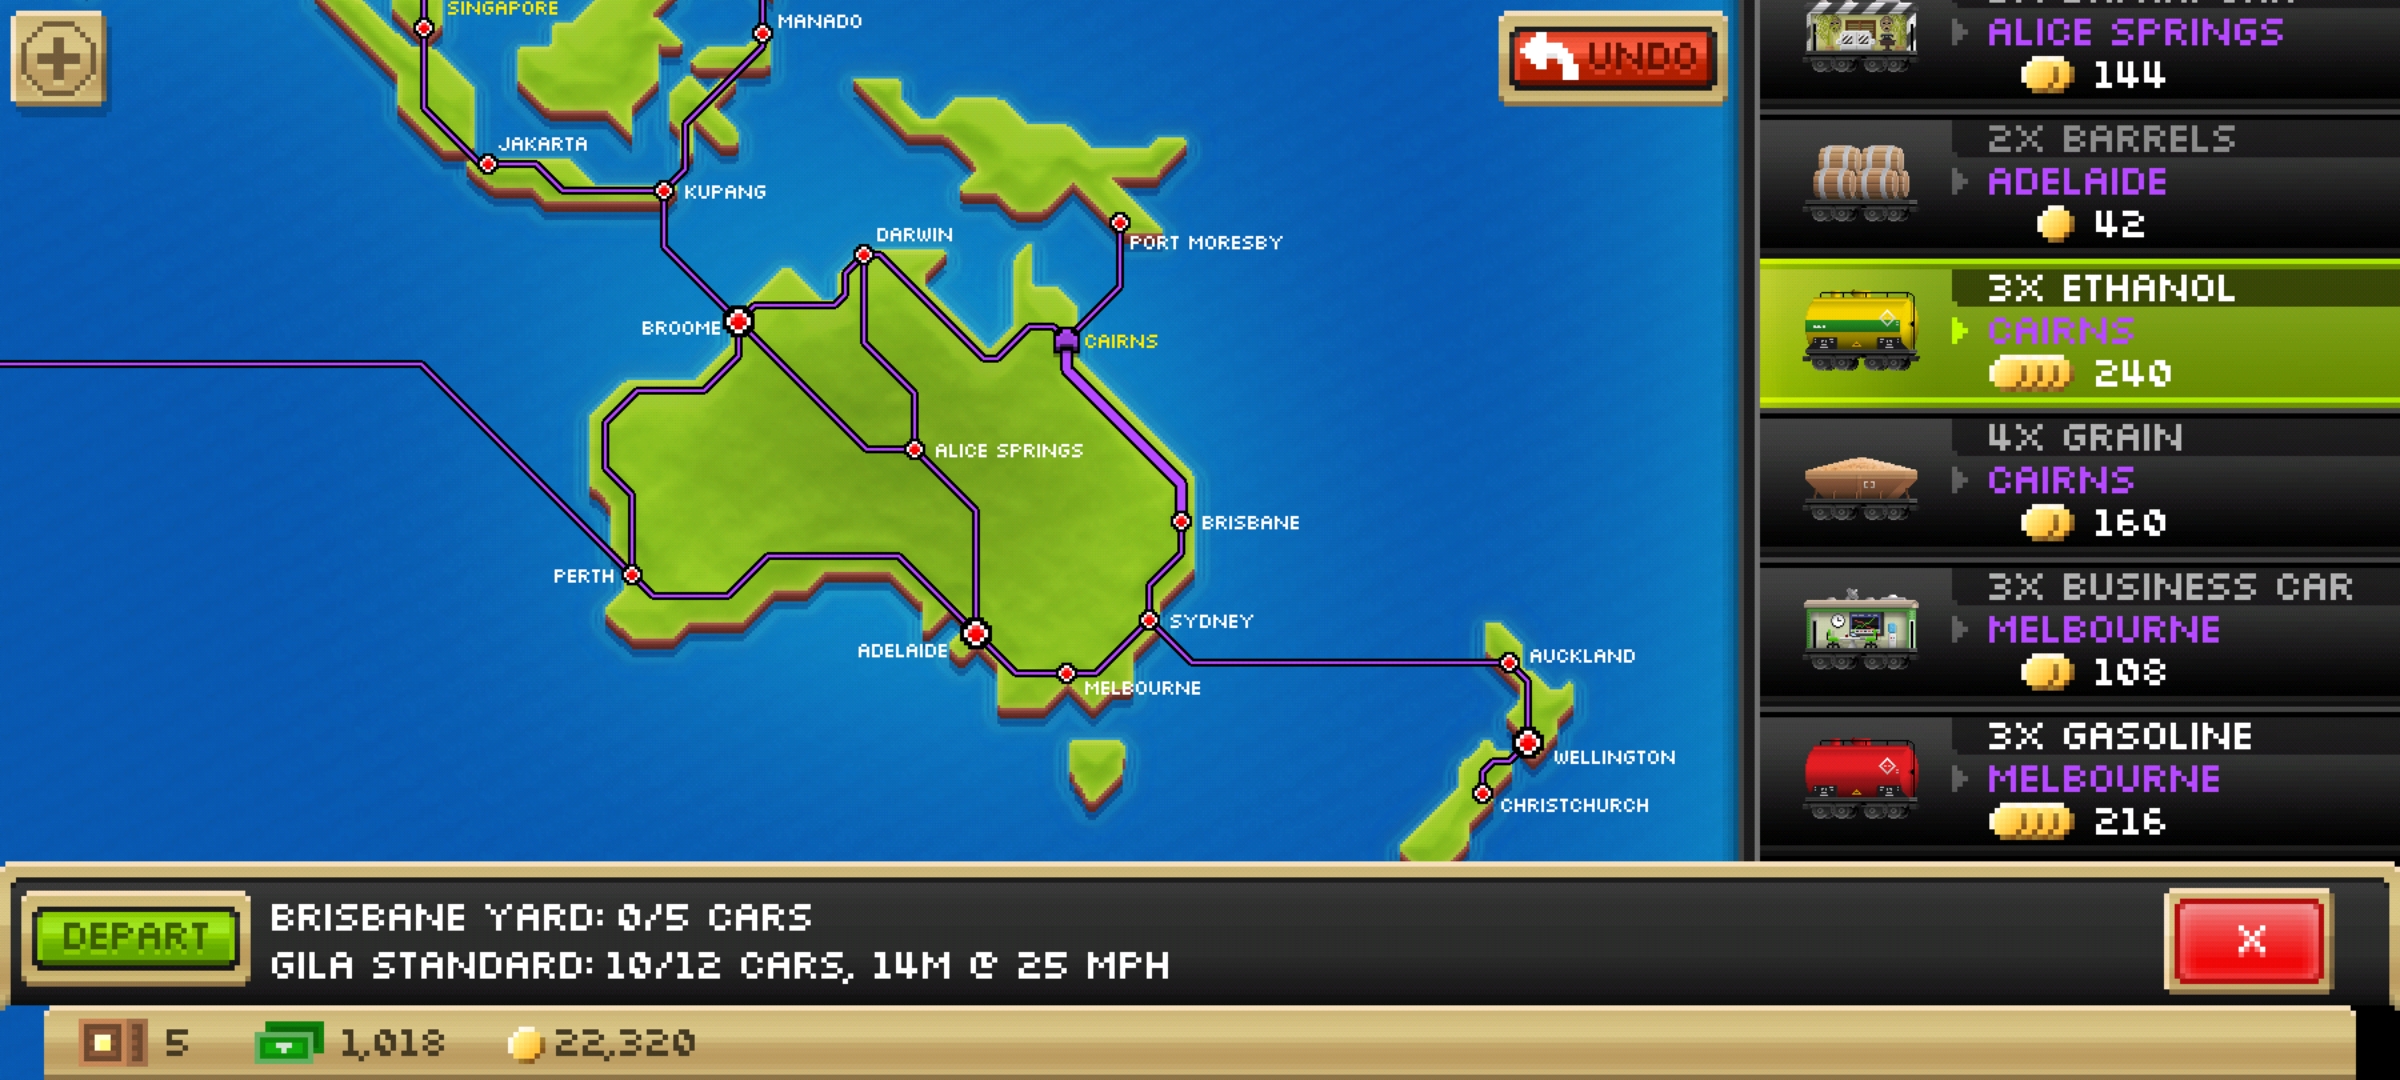 SINGAPORE
MANADO
JAKARTA
KUPANG
DARWIN
PORT MORESBY
BROOME
CAIRNS
ALICE SPRINGS
BRISBANE
PERTH
SYDNEY
ADELAIDE
MELBOURNE
AUCKLAND
WELLINGTON
CHRISTCHURCH
UNDO
ALICE SPRINGS
144
2X BARRELS
ADELAIDE
42
3X ETHANOL
CAIRNS
240
4X GRAIN
CAIRNS
160
3X BUSINESS CAR
MELBOURNE
108
3X GASOLINE
MELBOURNE
216
DEPART
BRISBANE YARD: 0/5 CARS
GILA STANDARD: 10/12 CARS, 14M @ 25 MPH
X
5
1,018
22,320